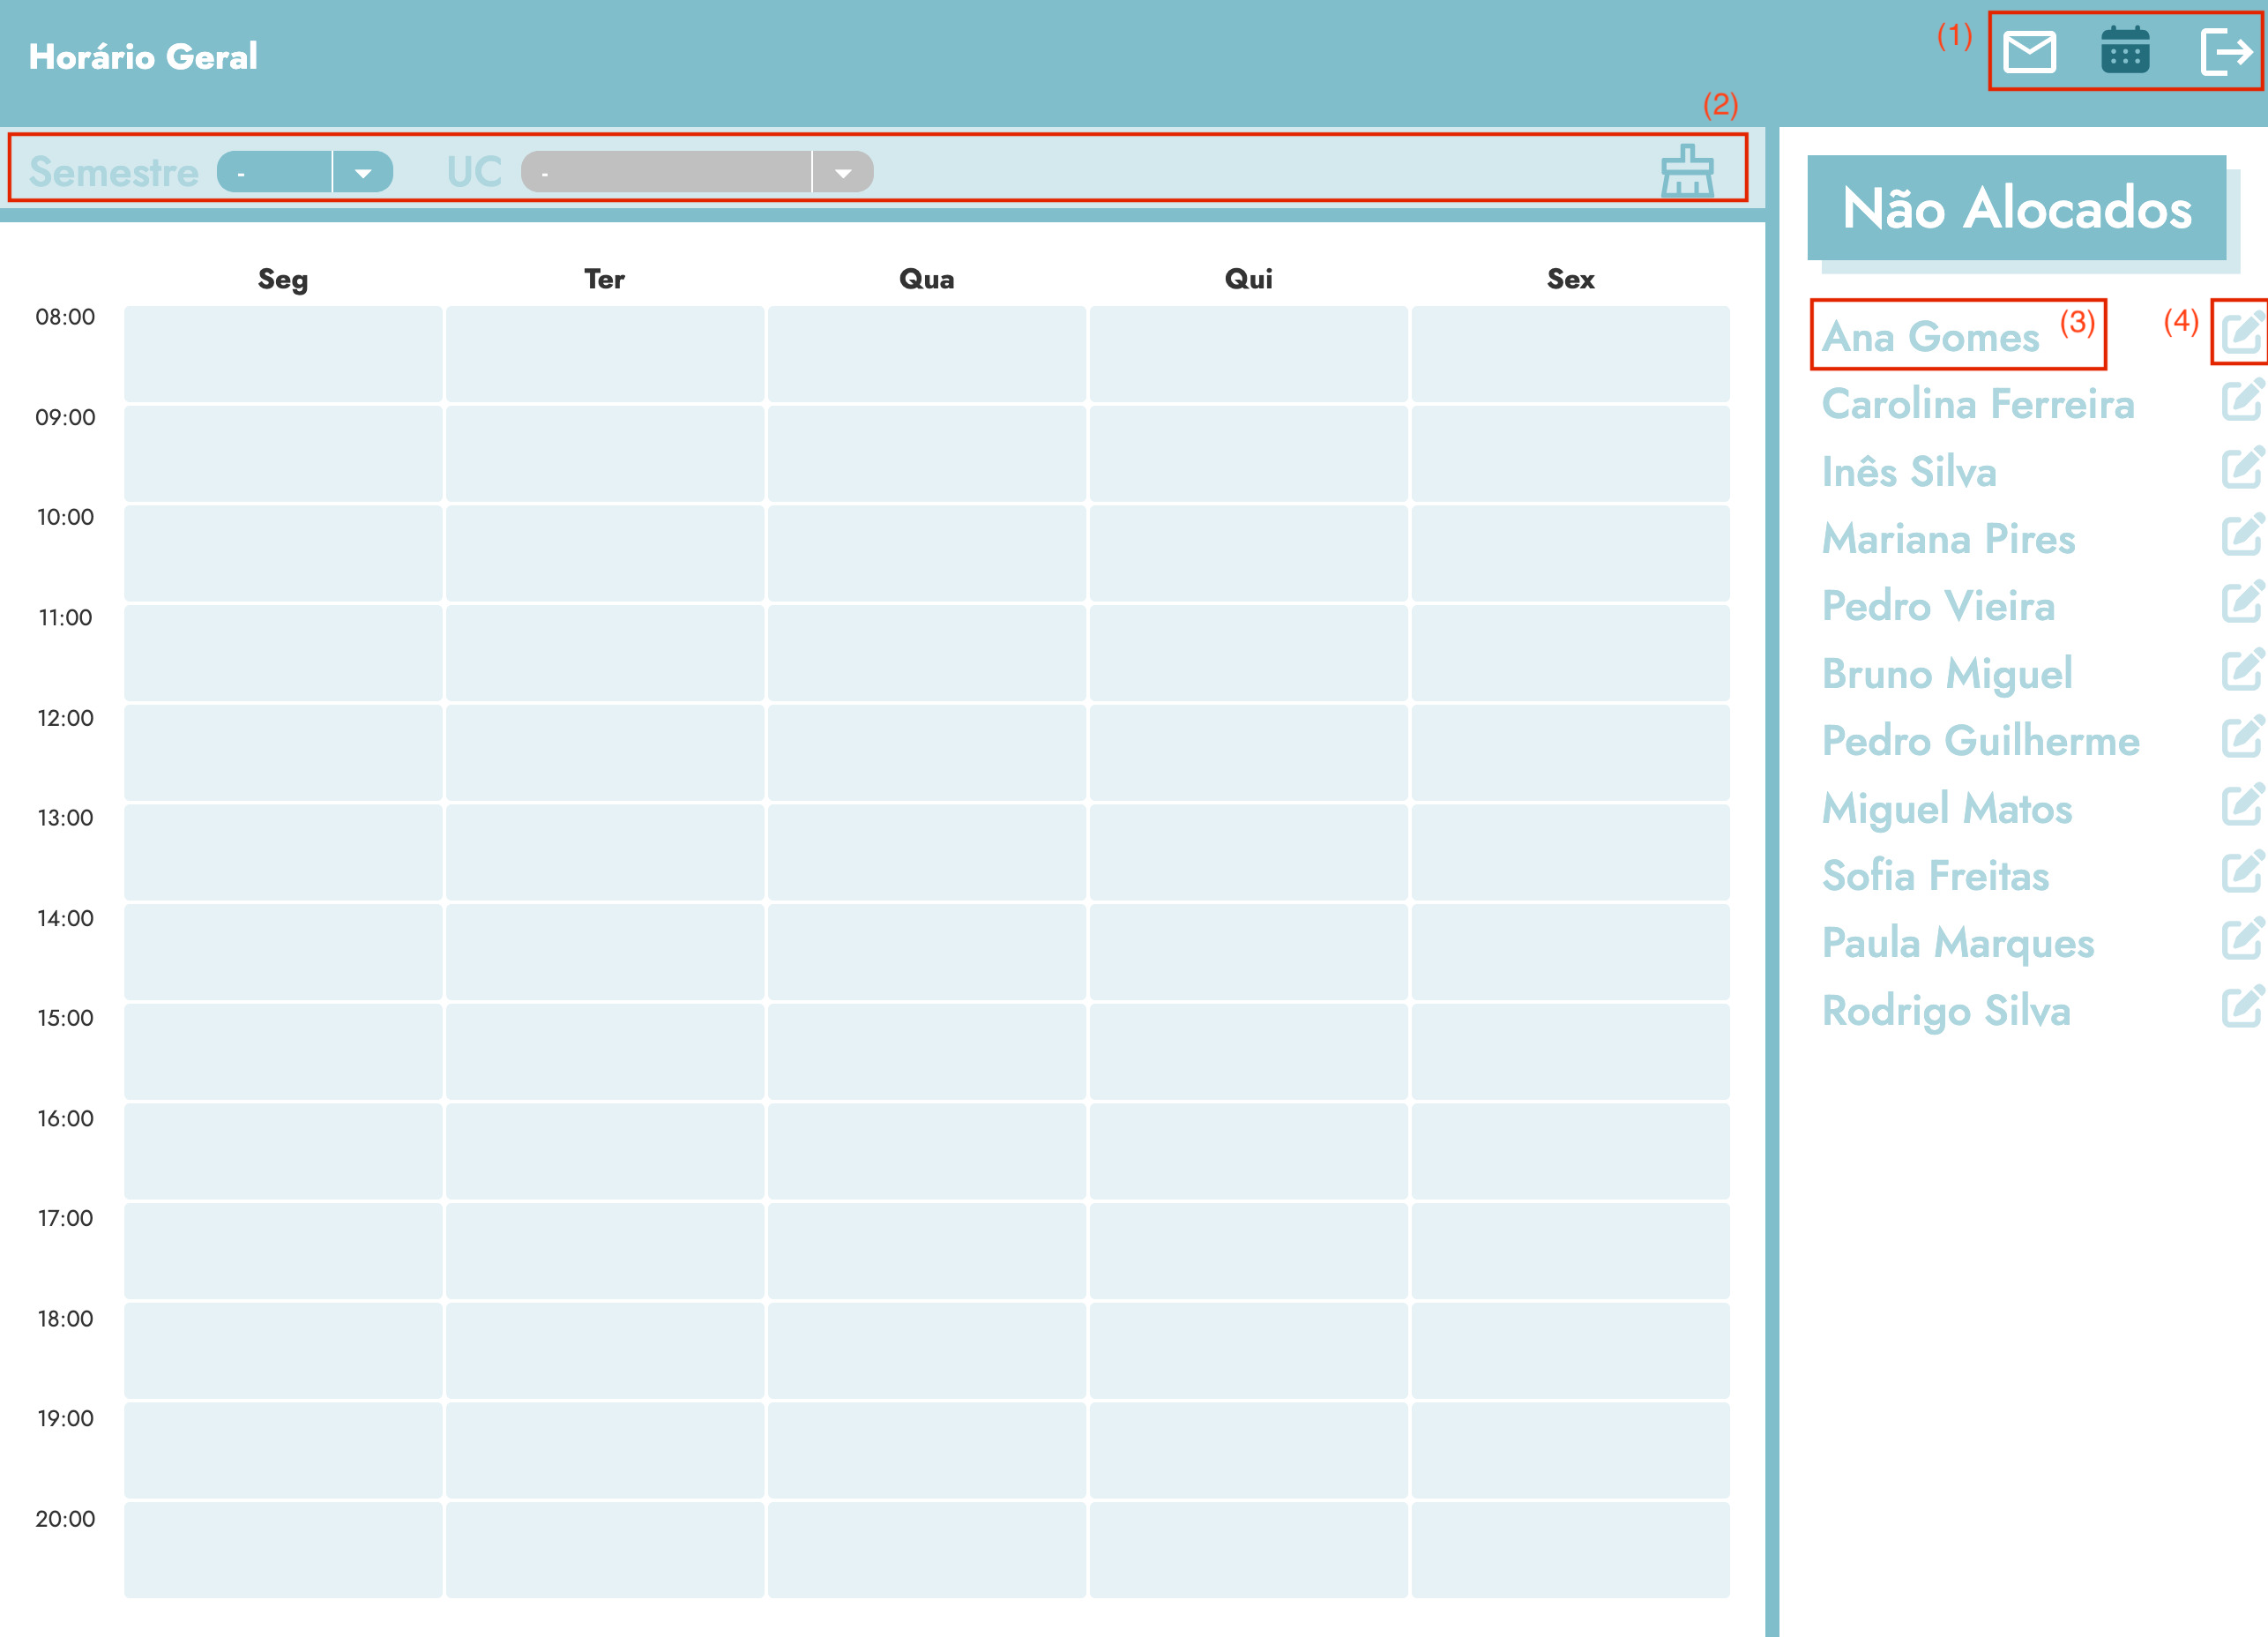 Horário Geral
(1)
(2)
Semestre - UC -
Não Alocados
Seg Ter Qua Qui Sex
08:00
09:00
10:00
11:00
12:00
13:00
14:00
15:00
16:00
17:00
18:00
19:00
20:00
Ana Gomes (3) (4)
Carolina Ferreira
Inês Silva
Mariana Pires
Pedro Vieira
Bruno Miguel
Pedro Guilherme
Miguel Matos
Sofia Freitas
Paula Marques
Rodrigo Silva